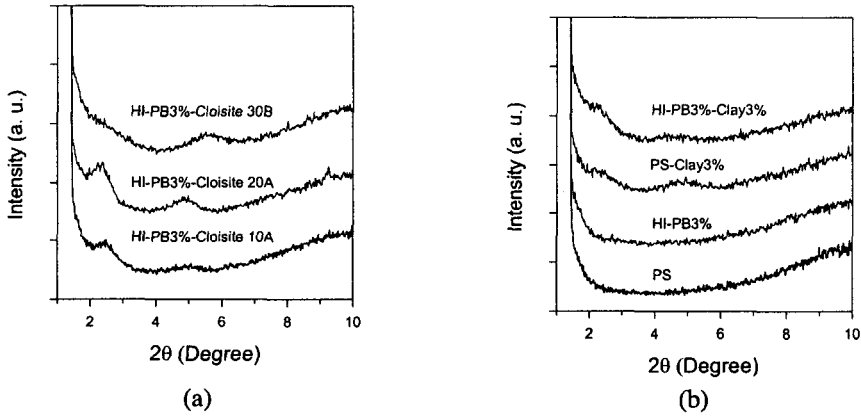 Intensity (a. u.)
HI-PB3%-Cloisite 30B
HI-PB3%-Cloisite 20A
HI-PB3%-Cloisite 10A
2 4 6 8 10
2θ (Degree)
(a)
Intensity (a. u.)
HI-PB3%-Clay3%
PS-Clay3%
HI-PB3%
PS
2 4 6 8 10
2θ (Degree)
(b)